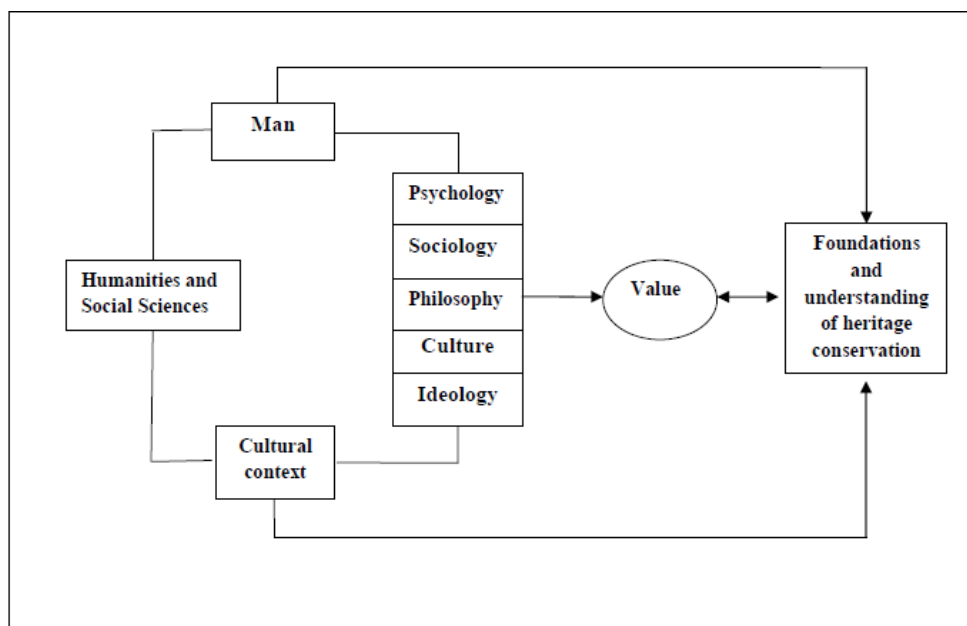 Man
Psychology
Sociology
Philosophy
Culture
Ideology
Humanities and
Social Sciences
Cultural
context
Value
Foundations
and
understanding
of heritage
conservation